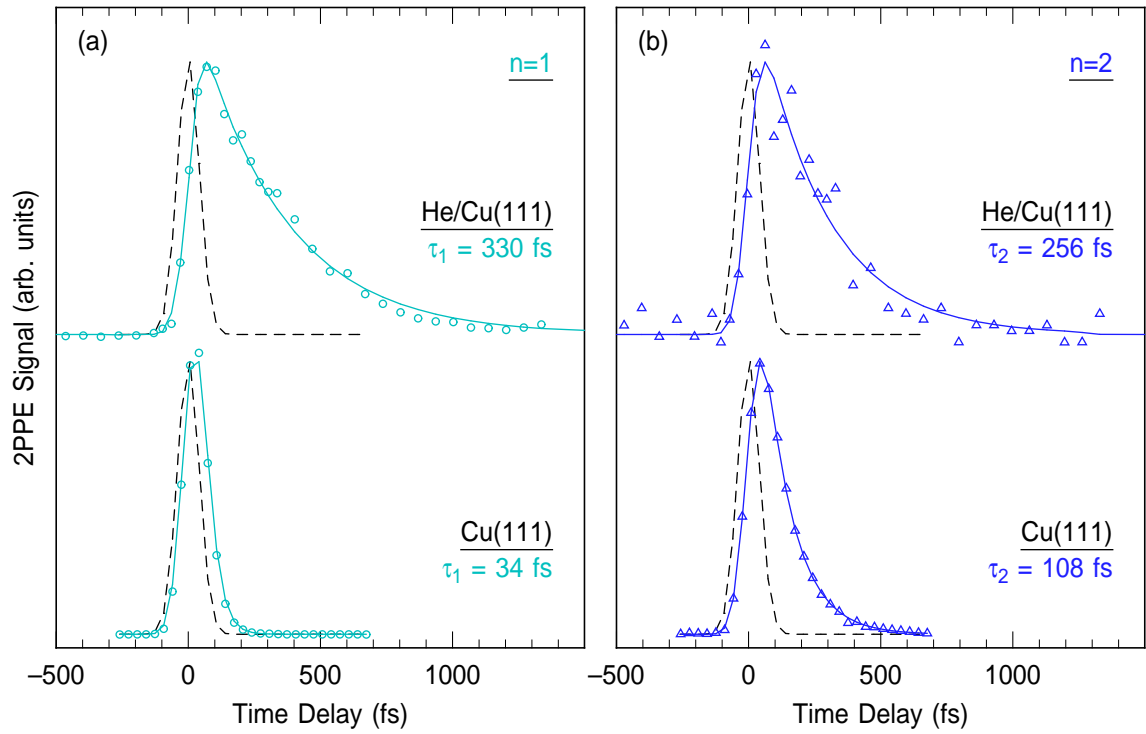 (a)
n=1
He/Cu(111)
τ1 = 330 fs
Cu(111)
τ1 = 34 fs
(b)
n=2
He/Cu(111)
τ2 = 256 fs
Cu(111)
τ2 = 108 fs
2PPE Signal (arb. units)
–500 0 500 1000
–500 0 500 1000
Time Delay (fs)
Time Delay (fs)